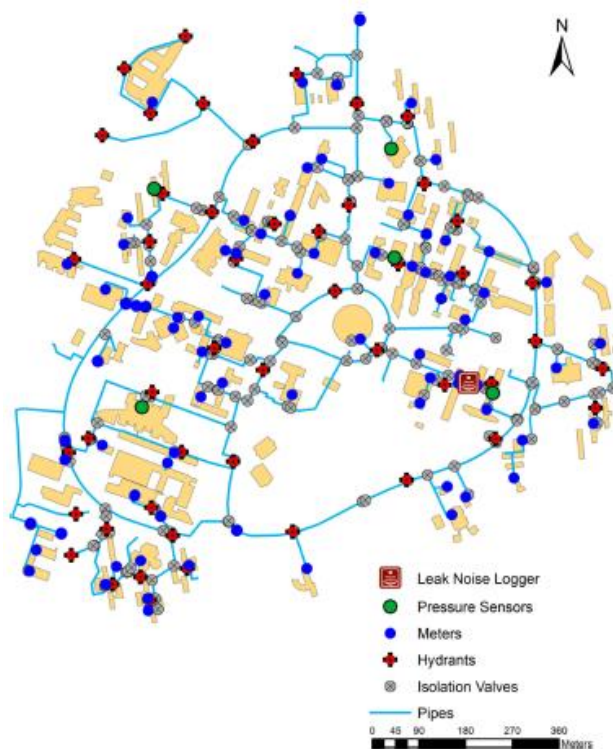 N
Leak Noise Logger
Pressure Sensors
Meters
Hydrants
Isolation Valves
Pipes
0 45 90 180 270 360
Meters